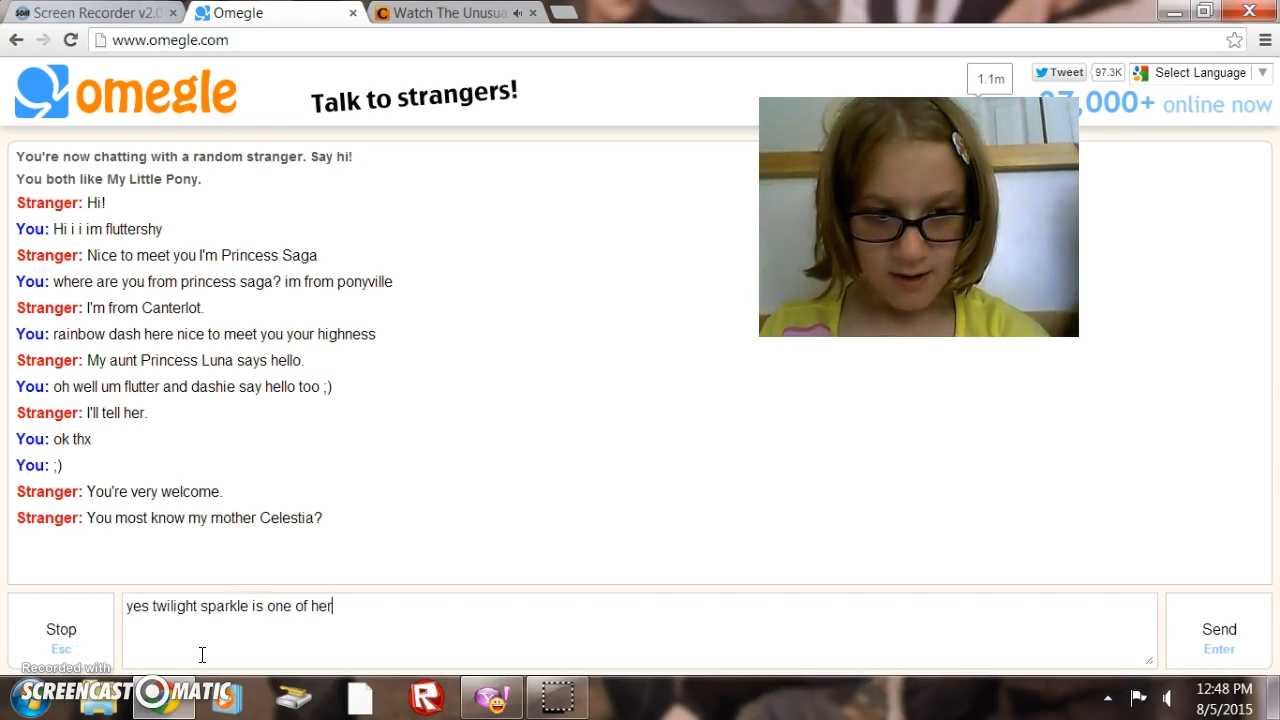 Screen Recorder v2.0
Omegle
Watch The Unusua
www.omegle.com
omegle
Talk to strangers!
1.1m
Tweet
97.3K
Select Language
,000+ online now
You're now chatting with a random stranger. Say hi!
You both like My Little Pony.
Stranger: Hi!
You: Hi i i im fluttershy
Stranger: Nice to meet you I'm Princess Saga
You: where are you from princess saga? im from ponyville
Stranger: I'm from Canterlot.
You: rainbow dash here nice to meet you your highness
Stranger: My aunt Princess Luna says hello.
You: oh well um flutter and dashie say hello too ;)
Stranger: I'll tell her.
You: ok thx
You: ;)
Stranger: You're very welcome.
Stranger: You most know my mother Celestia?
yes twilight sparkle is one of her
Stop
Esc
Send
Enter
Recorded with
SCREENCAST MATIC
12:48 PM
8/5/2015